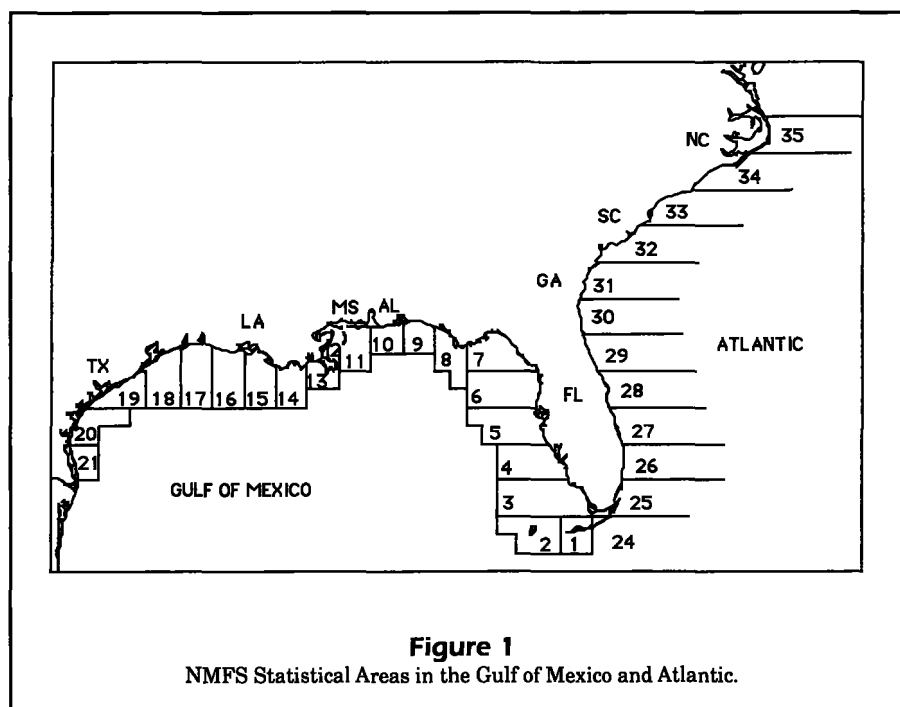 35
NC
34
SC
33
32
GA
31
30
ATLANTIC
29
FL
28
27
26
25
24
LA
MS
AL
TX
12
11
10
9
8
7
13
19
18
17
16
15
14
6
20
5
21
4
GULF OF MEXICO
3
2
1
Figure 1
NMFS Statistical Areas in the Gulf of Mexico and Atlantic.